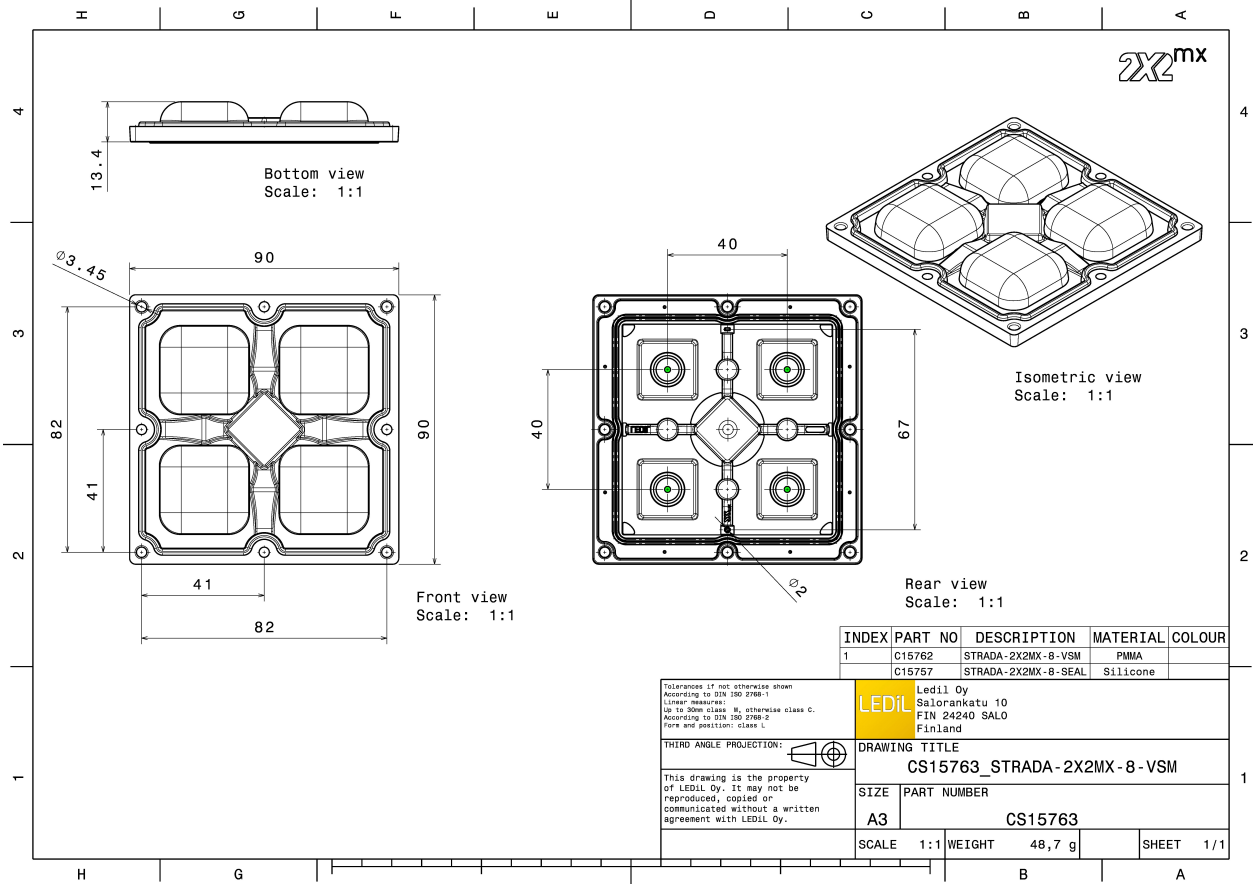 H G F E D C B A
2X2mx
4 4
13.4
Bottom view
Scale: 1:1
Ø3.45
90
40
3 3
Isometric view
Scale: 1:1
82
90
41
40
67
2 2
41
82
Front view
Scale: 1:1
Ø2
LEDiL
Rear view
Scale: 1:1
INDEX PART NO DESCRIPTION MATERIAL COLOUR
1 C15762 STRADA-2X2MX-8-VSM PMMA
C15757 STRADA-2X2MX-8-SEAL Silicone
Tolerances if not otherwise shown
According to DIN ISO 2768-1
Linear measures:
Up to 30mm class M, otherwise class C.
According to DIN ISO 2768-2
Form and position: class L
LEDiL
Ledil Oy
Salorankatu 10
FIN 24240 SALO
Finland
THIRD ANGLE PROJECTION:
DRAWING TITLE
CS15763_STRADA-2X2MX-8-VSM
This drawing is the property
of LEDiL Oy. It may not be
reproduced, copied or
communicated without a written
agreement with LEDiL Oy.
SIZE
A3
PART NUMBER
CS15763
SCALE 1:1 WEIGHT 48,7 g SHEET 1/1
1 1
H G B A